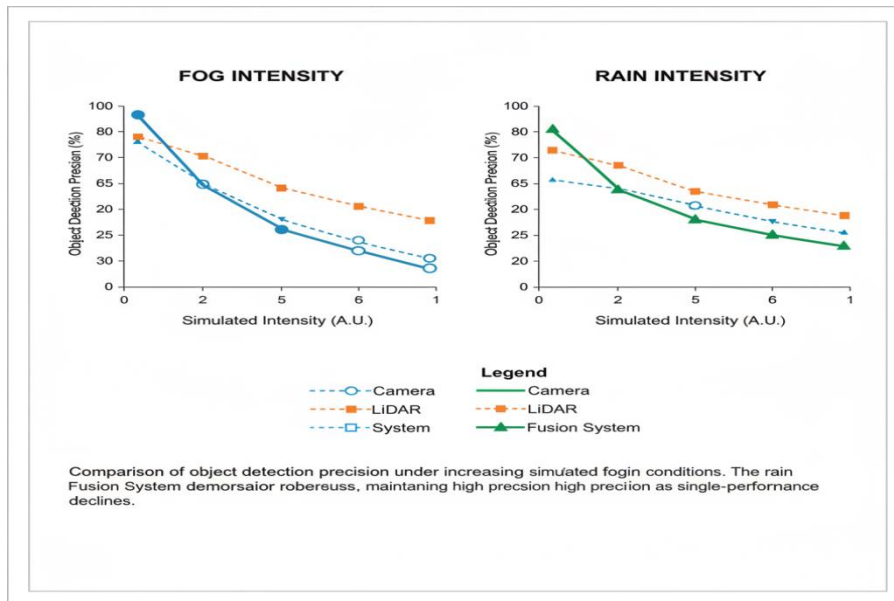 FOG INTENSITY
Object Deection Presion (%)
100
80
70
65
20
25
30
0
0 2 5 6 1
Simulated Intensity (A.U.)
RAIN INTENSITY
Object Deection Precision (%)
100
80
70
65
20
25
20
0
0 2 5 6 1
Simulated Intensity (A.U.)
Legend
Camera Camera
LiDAR LiDAR
System Fusion System
Comparison of object detection precision under increasing simulated fogin conditions. The rain
Fusion System demorsaior robersuss, maintaning high precsion high preciion as single-perfornance
declines.